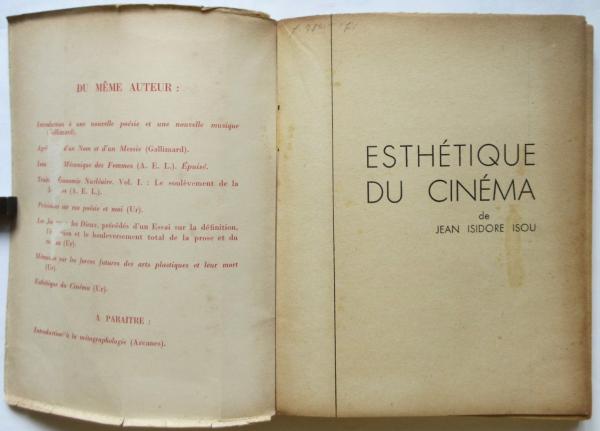 DU MÊME AUTEUR :
Introduction à une nouvelle poésie et une nouvelle musique
(Gallimard).
d'un Nom et d'un Messie (Gallimard).
Mécanique des Femmes (A. E. L.). Épuisé.
Nucléaire. Vol. I. : Le soulèvement de la
(A. E. L.).
sur ma poésie et moi (Ur).
Dieux, précédés d'un Essai sur la définition,
et le bouleversement total de la prose et du
(Ur).
sur les forces futures des arts plastiques et leur mort
(Ur).
Esthétique du Cinéma (Ur).
A PARAITRE :
Introduction à la métagraphologie (Arcanes).
ESTHÉTIQUE
DU CINÉMA
de
JEAN ISIDORE ISOU